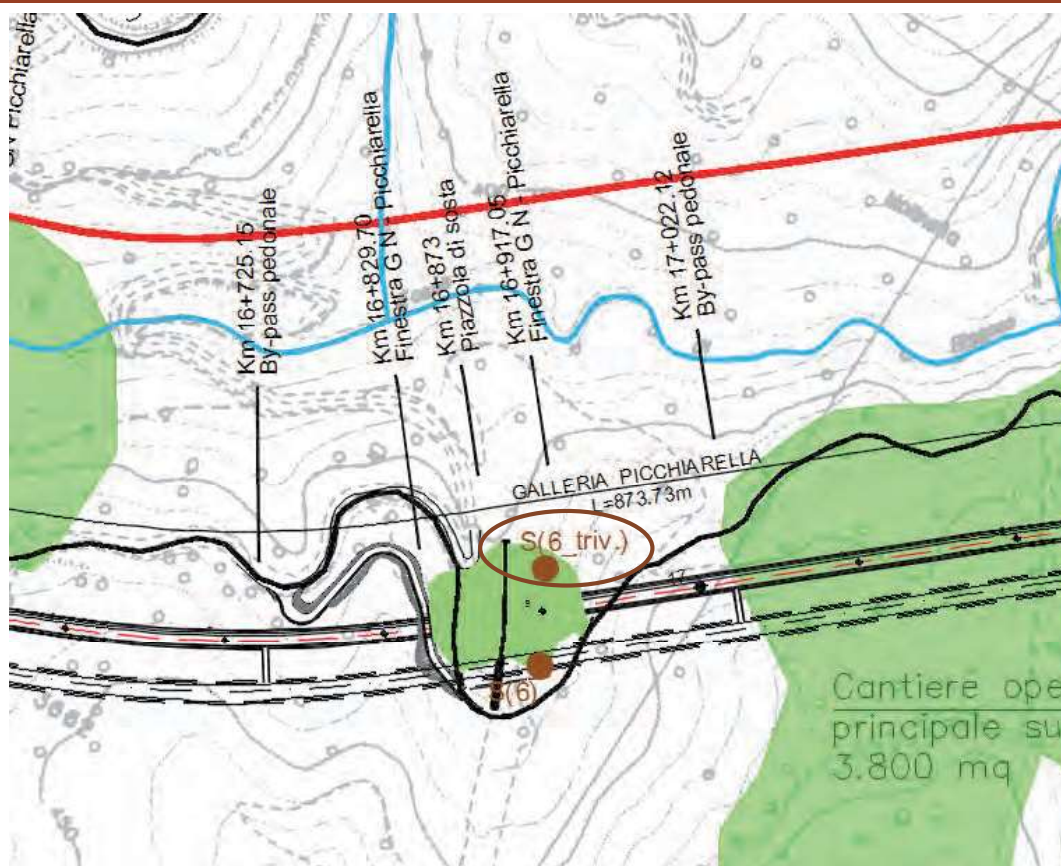 GN Picchiarella
Km 16+725.15
By-pass pedonale
Km 16+829.70
Finestra G N - Picchiarella
Km 16+873
Piazzola di sosta
Km 16+917.05
Finestra G N - Picchiarella
Km 17+022.12
By-pass pedonale
GALLERIA PICCHIARELLA
L=873.73m
S(6_triv.)
17
S(6)
Cantiere ope
principale su
3.800 mq
450